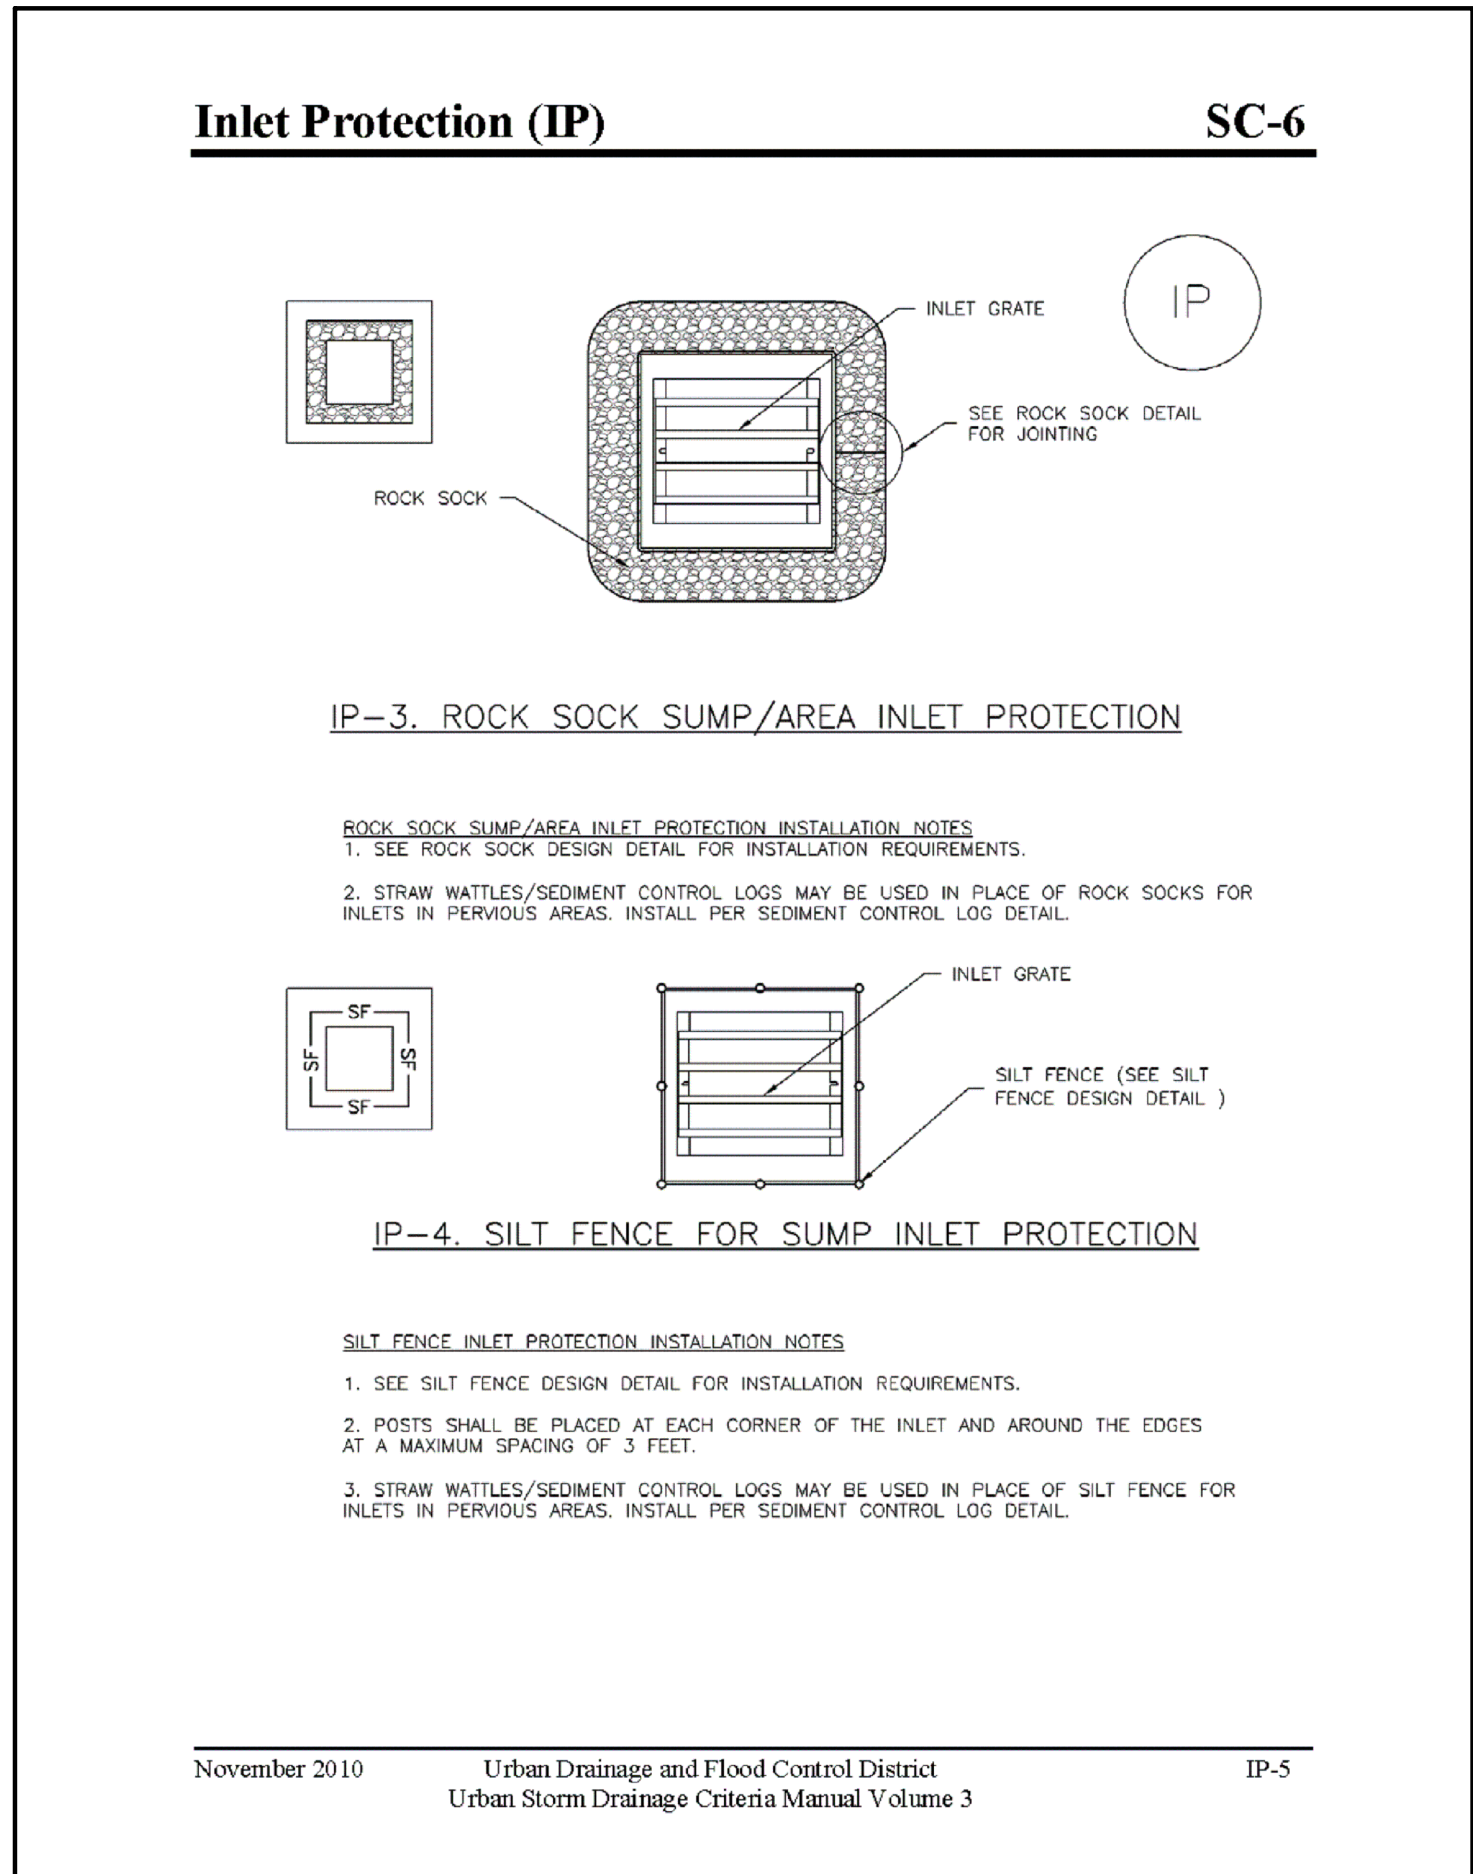 Inlet Protection (IP) SC-6
IP
INLET GRATE
SEE ROCK SOCK DETAIL
FOR JOINTING
ROCK SOCK
IP-3. ROCK SOCK SUMP/AREA INLET PROTECTION
ROCK SOCK SUMP/AREA INLET PROTECTION INSTALLATION NOTES
1. SEE ROCK SOCK DESIGN DETAIL FOR INSTALLATION REQUIREMENTS.
2. STRAW WATTLES/SEDIMENT CONTROL LOGS MAY BE USED IN PLACE OF ROCK SOCKS FOR
INLETS IN PERVIOUS AREAS. INSTALL PER SEDIMENT CONTROL LOG DETAIL.
INLET GRATE
SF
SF
SF
SF
SILT FENCE (SEE SILT
FENCE DESIGN DETAIL )
IP-4. SILT FENCE FOR SUMP INLET PROTECTION
SILT FENCE INLET PROTECTION INSTALLATION NOTES
1. SEE SILT FENCE DESIGN DETAIL FOR INSTALLATION REQUIREMENTS.
2. POSTS SHALL BE PLACED AT EACH CORNER OF THE INLET AND AROUND THE EDGES
AT A MAXIMUM SPACING OF 3 FEET.
3. STRAW WATTLES/SEDIMENT CONTROL LOGS MAY BE USED IN PLACE OF SILT FENCE FOR
INLETS IN PERVIOUS AREAS. INSTALL PER SEDIMENT CONTROL LOG DETAIL.
November 2010 Urban Drainage and Flood Control District IP-5
Urban Storm Drainage Criteria Manual Volume 3